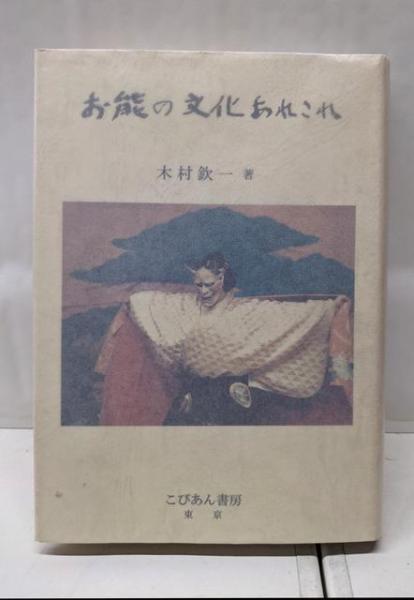 お能の文化あれこれ
木村欽一 著
こびあん書房
東京